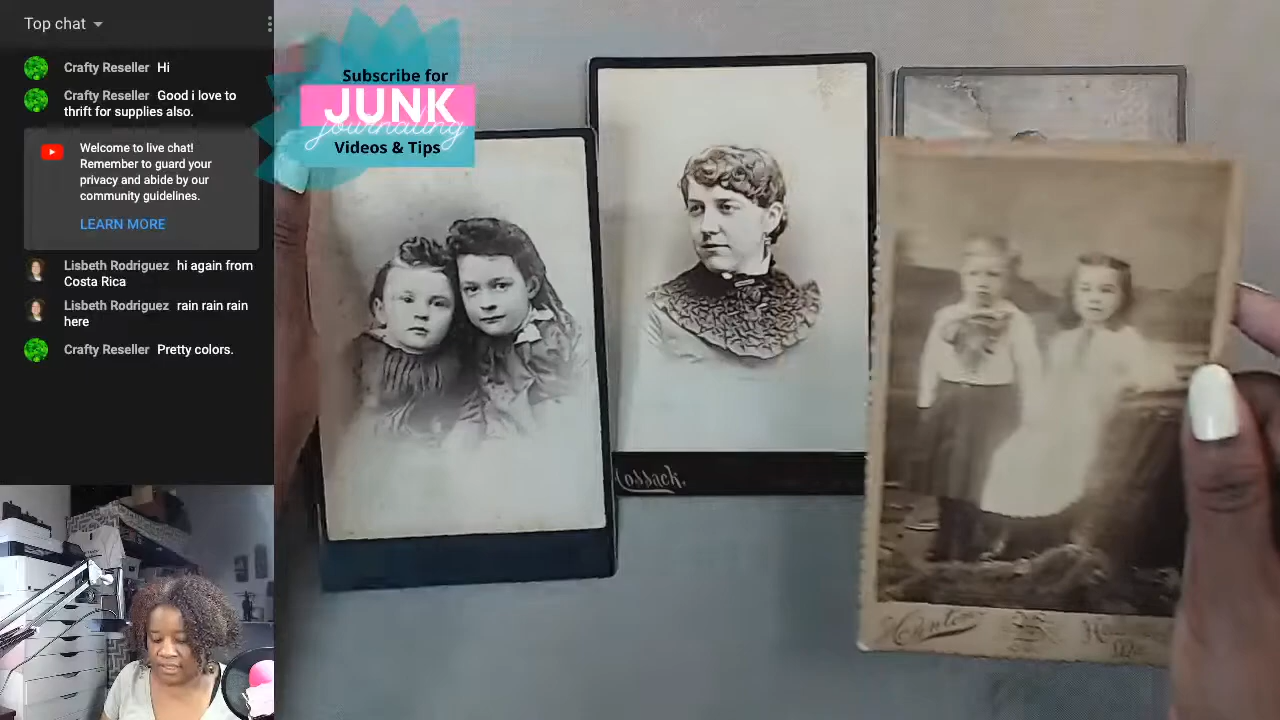 Top chat
Crafty Reseller Hi
Crafty Reseller Good i love to
thrift for supplies also.
Welcome to live chat!
Remember to guard your
privacy and abide by our
community guidelines.
LEARN MORE
Lisbeth Rodriguez hi again from
Costa Rica
Lisbeth Rodriguez rain rain rain
here
Crafty Reseller Pretty colors.
Subscribe for
JUNK
journaling
Videos & Tips